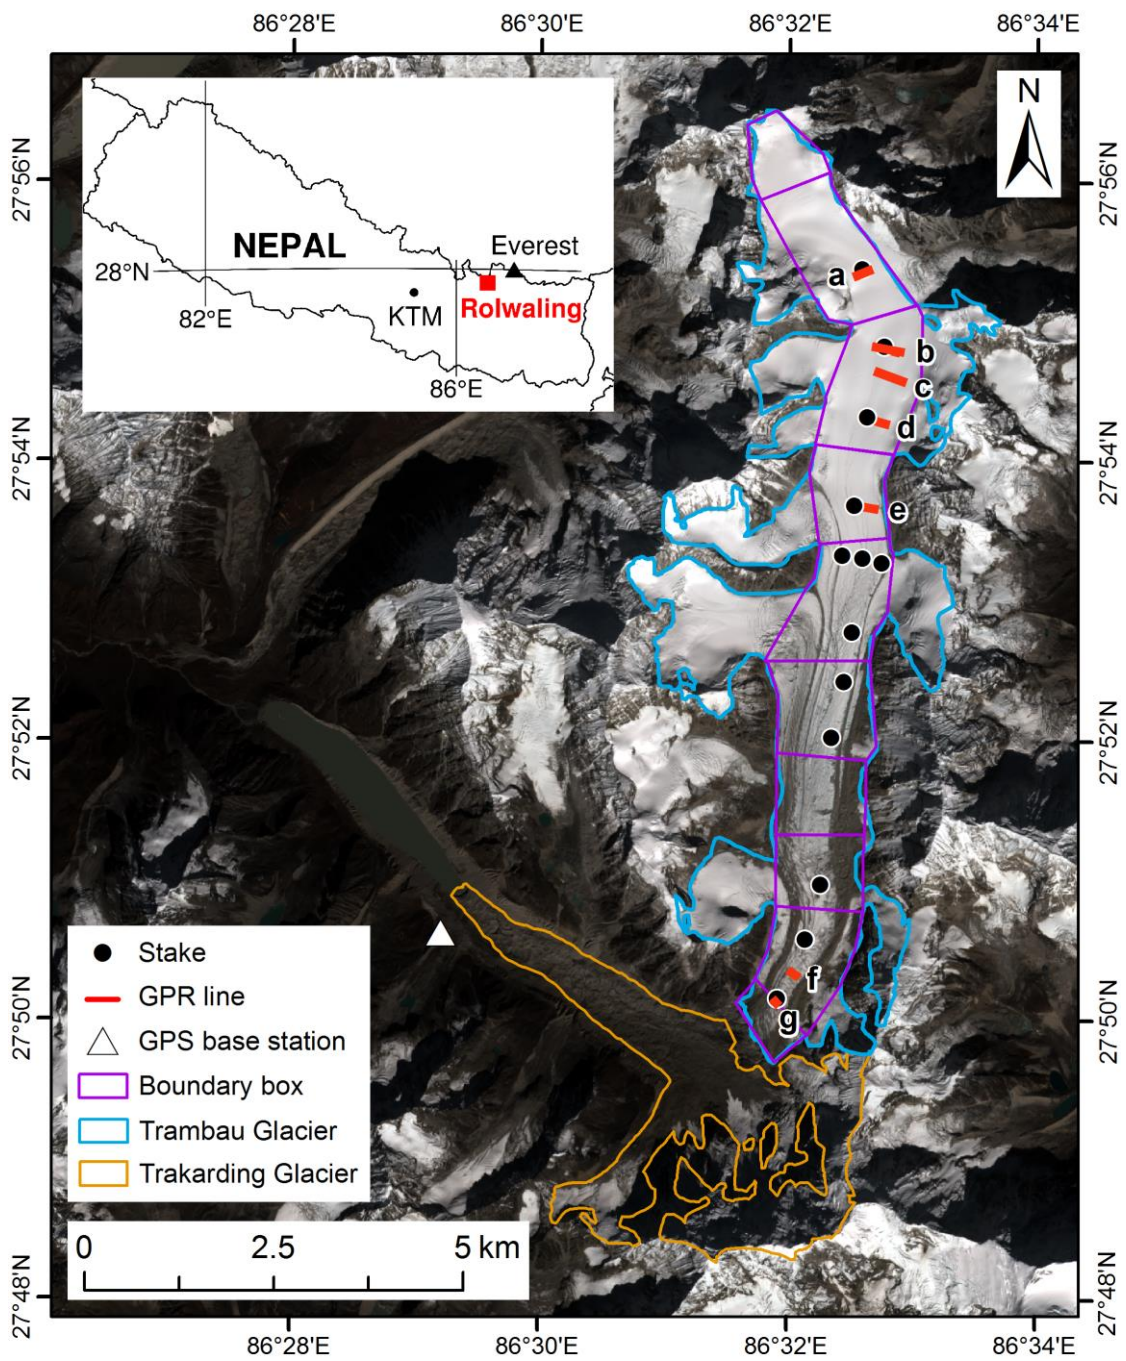 86°28'E 86°30'E 86°32'E 86°34'E
N
27°56'N 27°56'N
NEPAL
Everest
28°N
KTM
Rolwaling
82°E
86°E
a
b
c
d
27°54'N 27°54'N
e
27°52'N 27°52'N
f
g
27°50'N 27°50'N
Stake
GPR line
GPS base station
Boundary box
Trambau Glacier
Trakarding Glacier
0 2.5 5 km
27°48'N 27°48'N
86°28'E 86°30'E 86°32'E 86°34'E